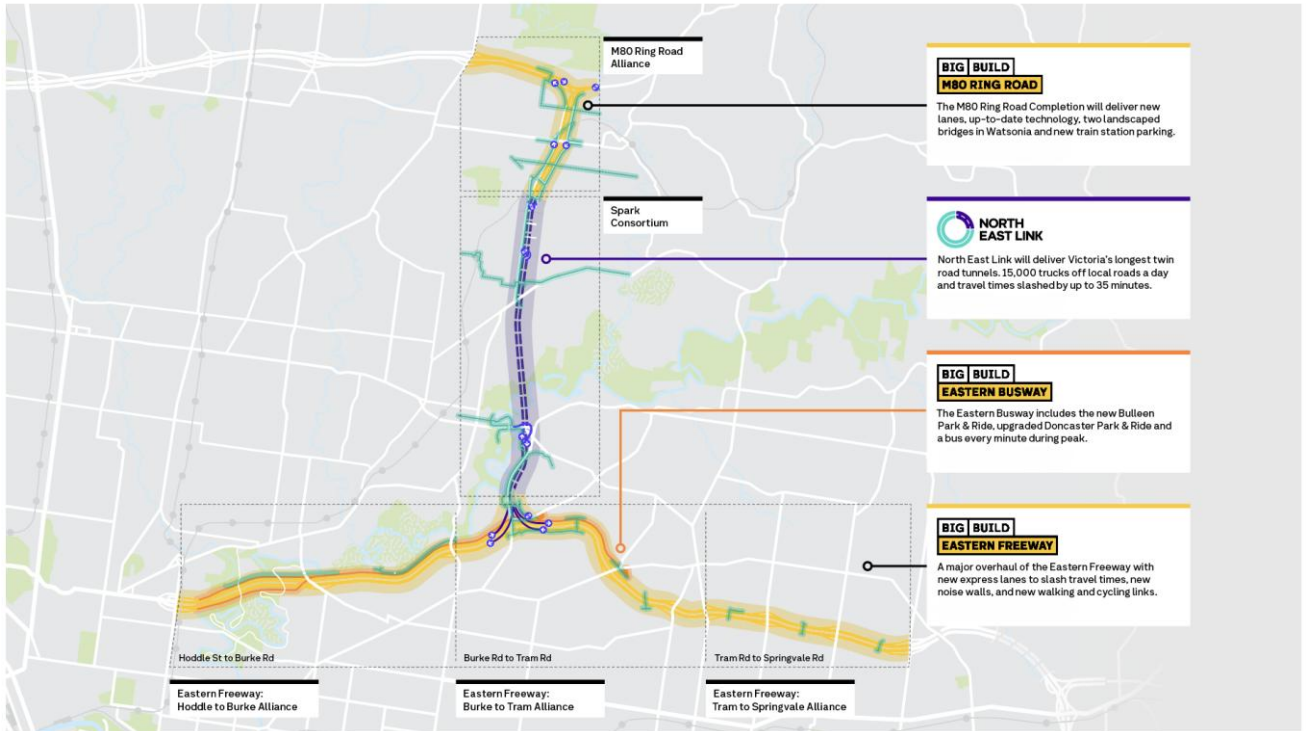 M80 Ring Road
Alliance
BIG BUILD
M80 RING ROAD
The M80 Ring Road Completion will deliver new
lanes, up-to-date technology, two landscaped
bridges in Watsonia and new train station parking.
Spark
Consortium
NORTH
EAST LINK
North East Link will deliver Victoria's longest twin
road tunnels. 15,000 trucks off local roads a day
and travel times slashed by up to 35 minutes.
BIG BUILD
EASTERN BUSWAY
The Eastern Busway includes the new Bulleen
Park & Ride, upgraded Doncaster Park & Ride and
a bus every minute during peak.
BIG BUILD
EASTERN FREEWAY
A major overhaul of the Eastern Freeway with
new express lanes to slash travel times, new
noise walls, and new walking and cycling links.
Hoddle St to Burke Rd
Burke Rd to Tram Rd
Tram Rd to Springvale Rd
Eastern Freeway:
Hoddle to Burke Alliance
Eastern Freeway:
Burke to Tram Alliance
Eastern Freeway:
Tram to Springvale Alliance